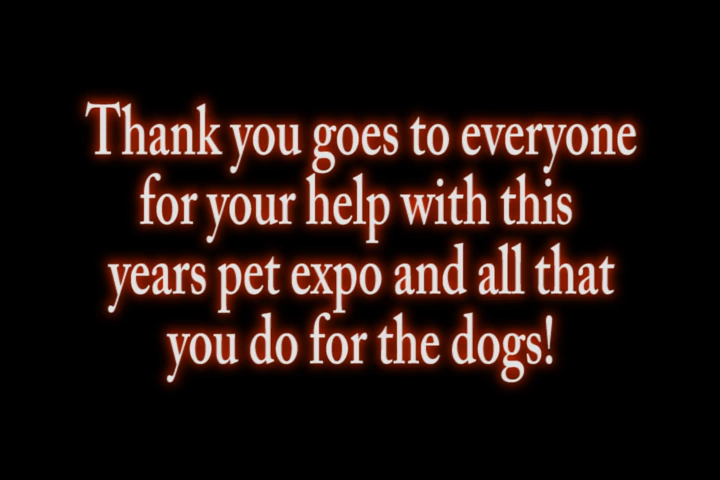 Thank you goes to everyone
for your help with this
years pet expo and all that
you do for the dogs!